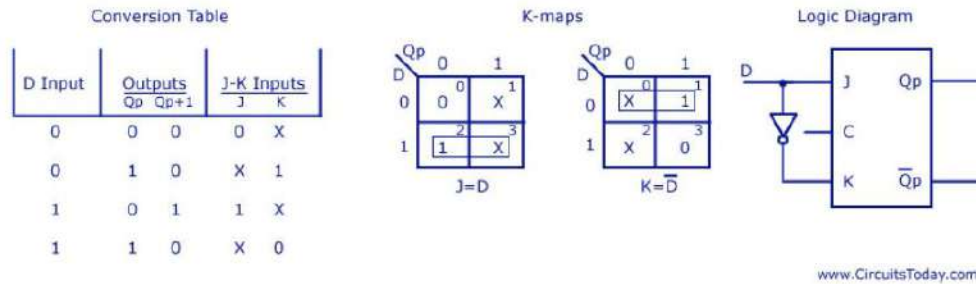 Conversion Table
D Input Outputs J-K Inputs
Qp Qp+1 J K
0 0 0 0 X
0 1 0 X 1
1 0 1 1 X
1 1 0 X 0
K-maps
Qp 0 1
D
0 0 0 X 1
1 1 2 X 3
J=D
Qp 0 1
D
0 X 0 1 1
1 X 2 0 3
K=D̅
Logic Diagram
D J Qp
C
K Q̅p
www.CircuitsToday.com